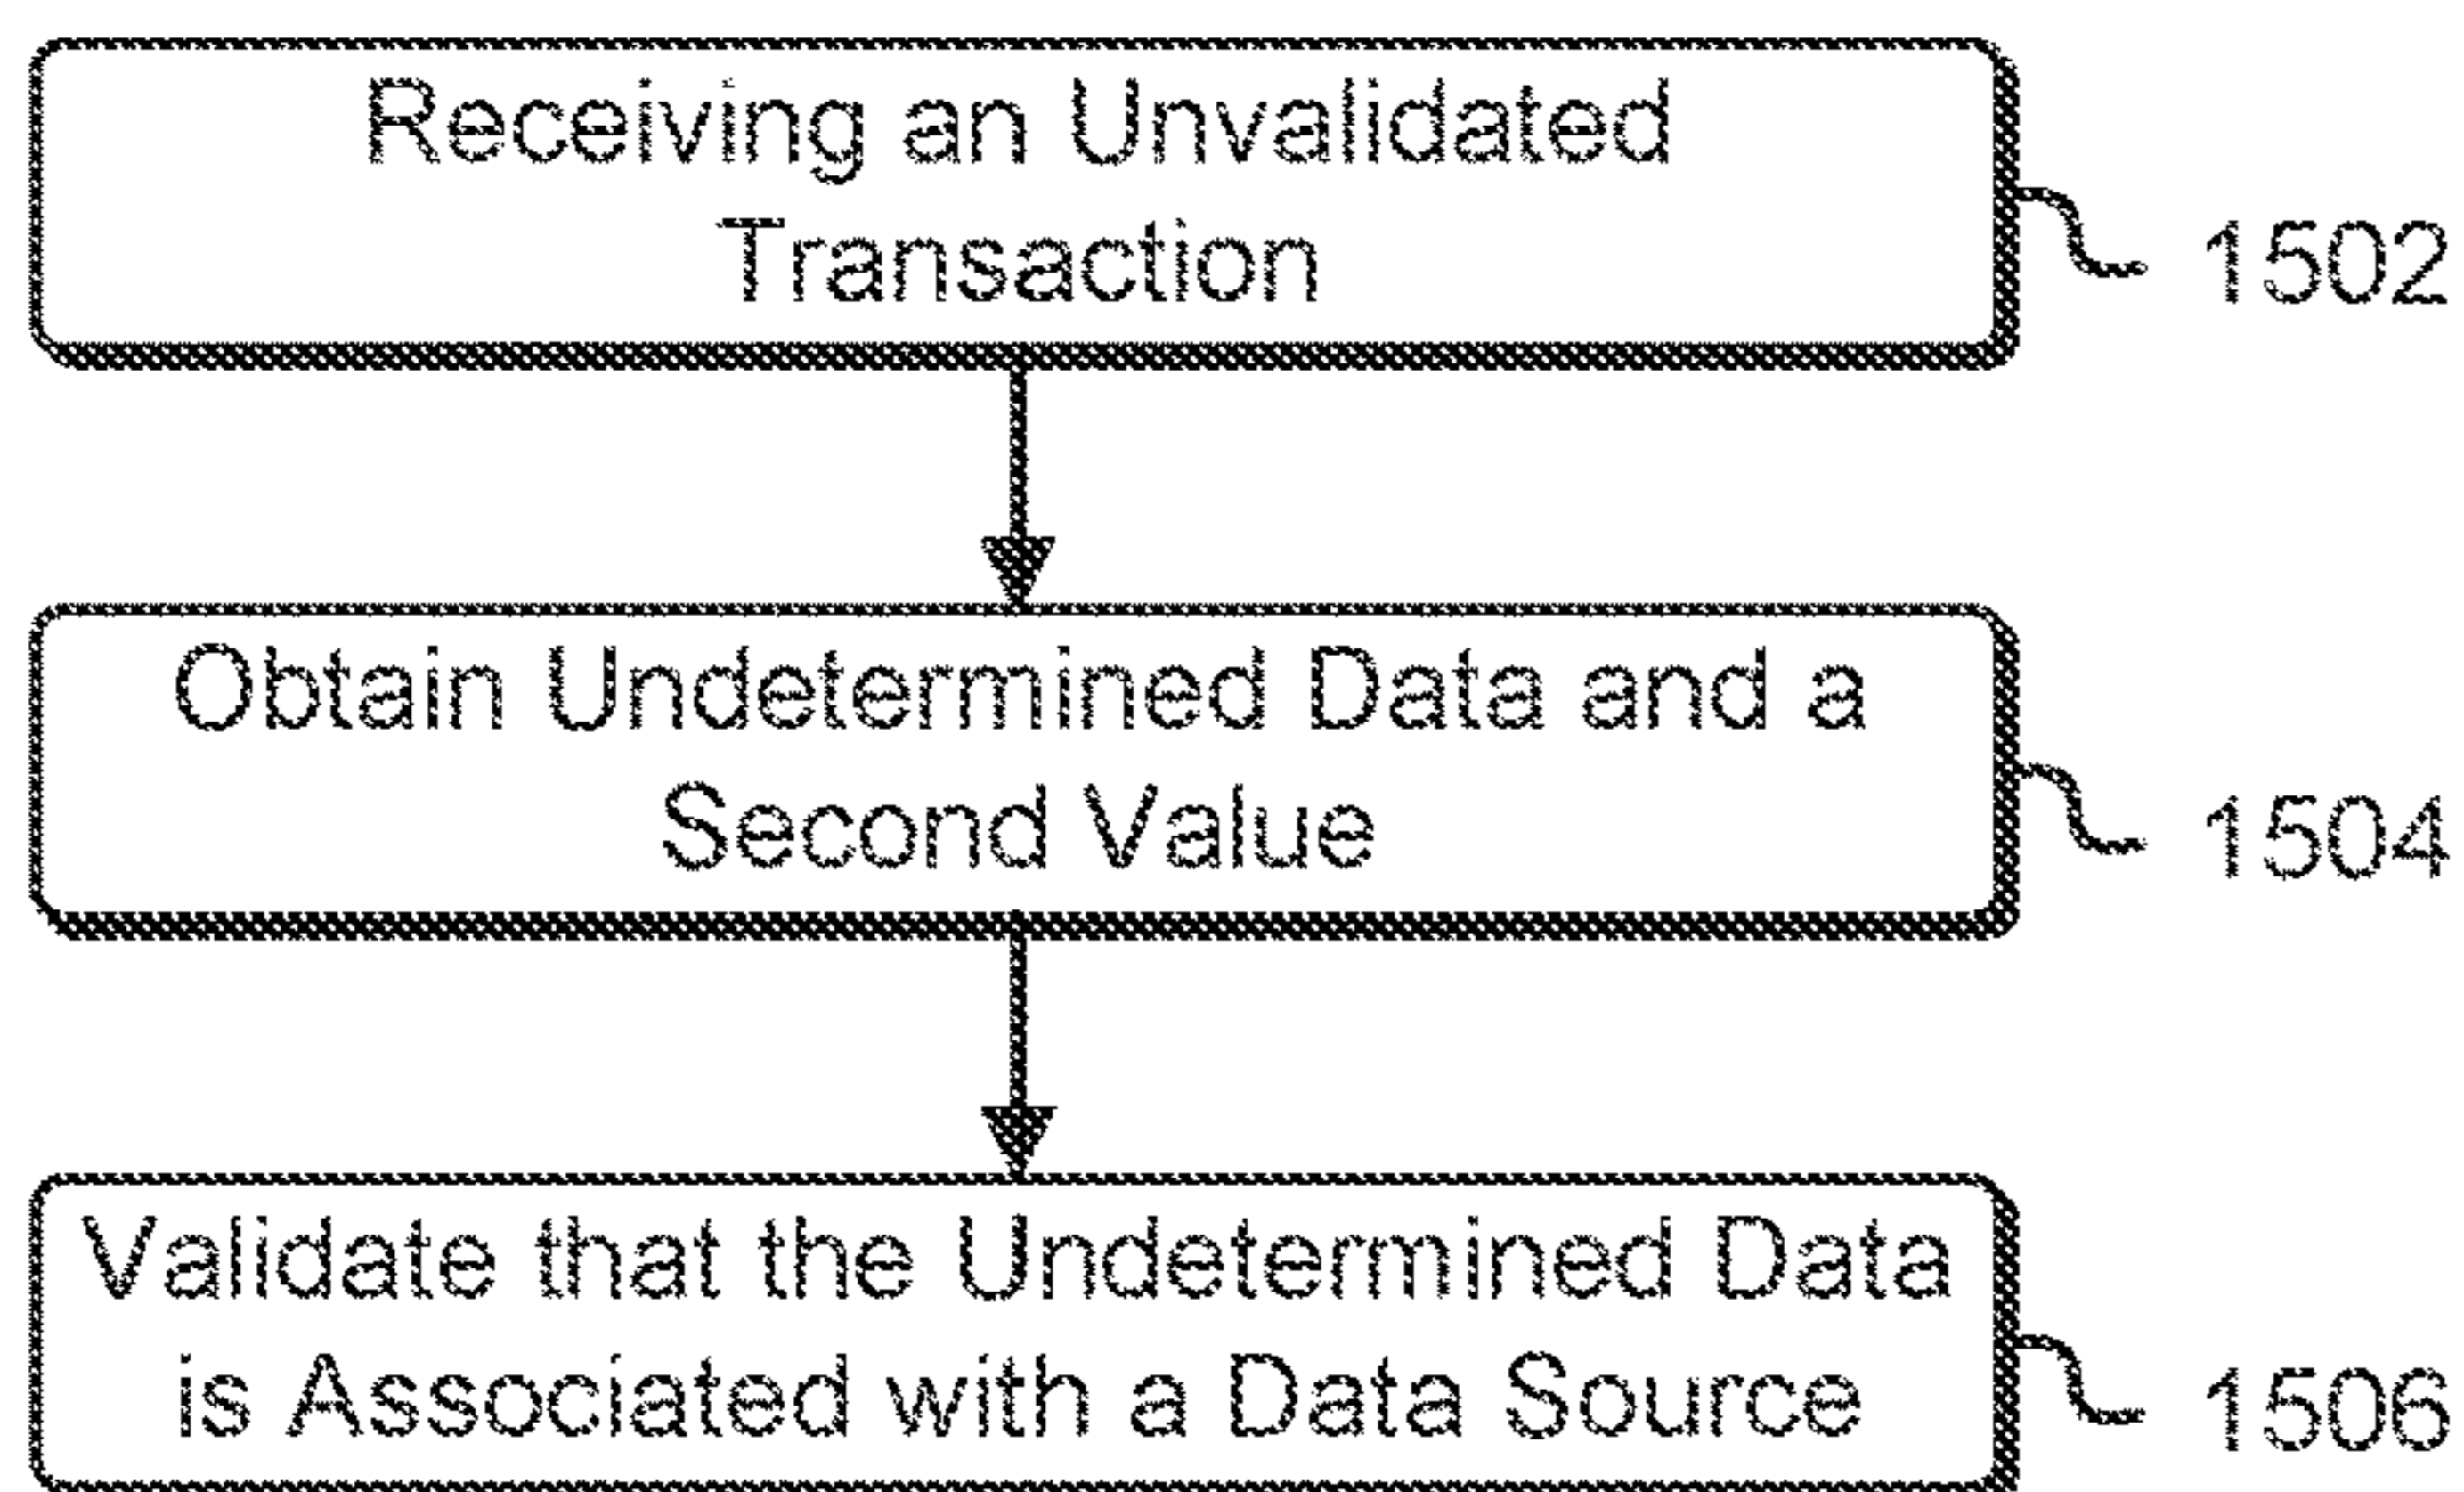 Receiving an Unvalidated
Transaction
1502
Obtain Undetermined Data and a
Second Value
1504
Validate that the Undetermined Data
is Associated with a Data Source
1506